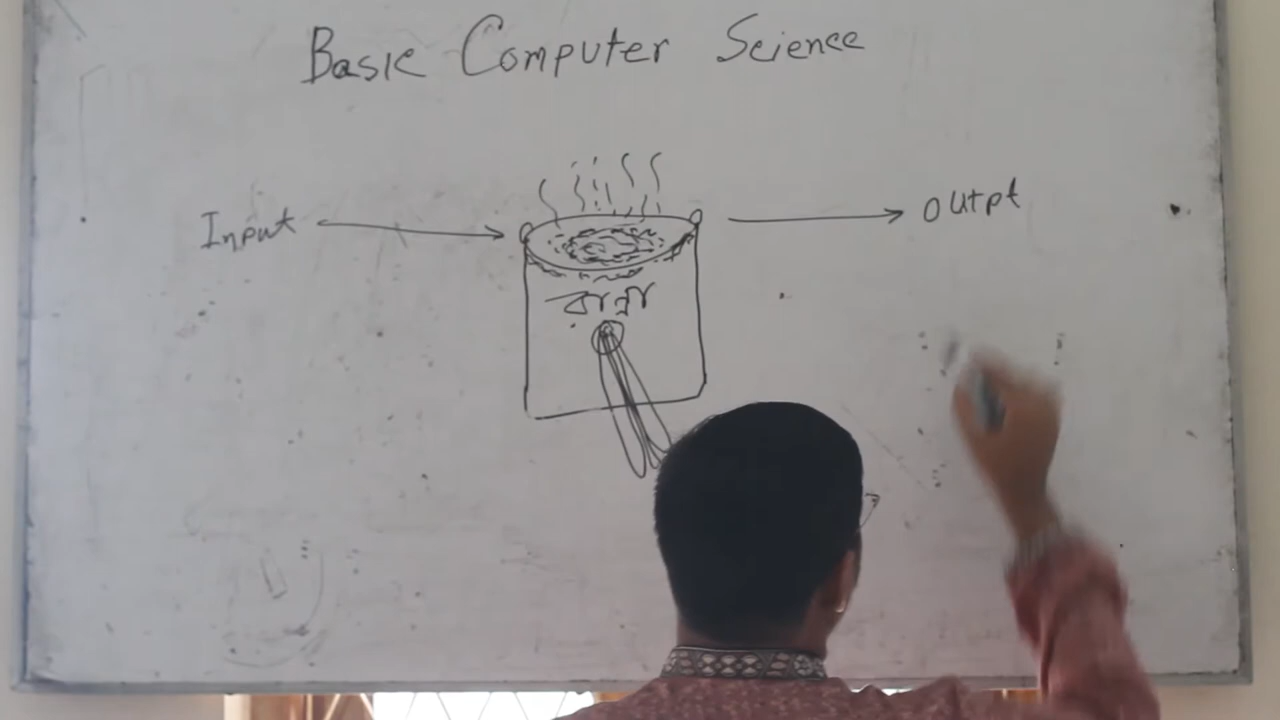 Basic Computer Science
Input
Outpt
রান্না